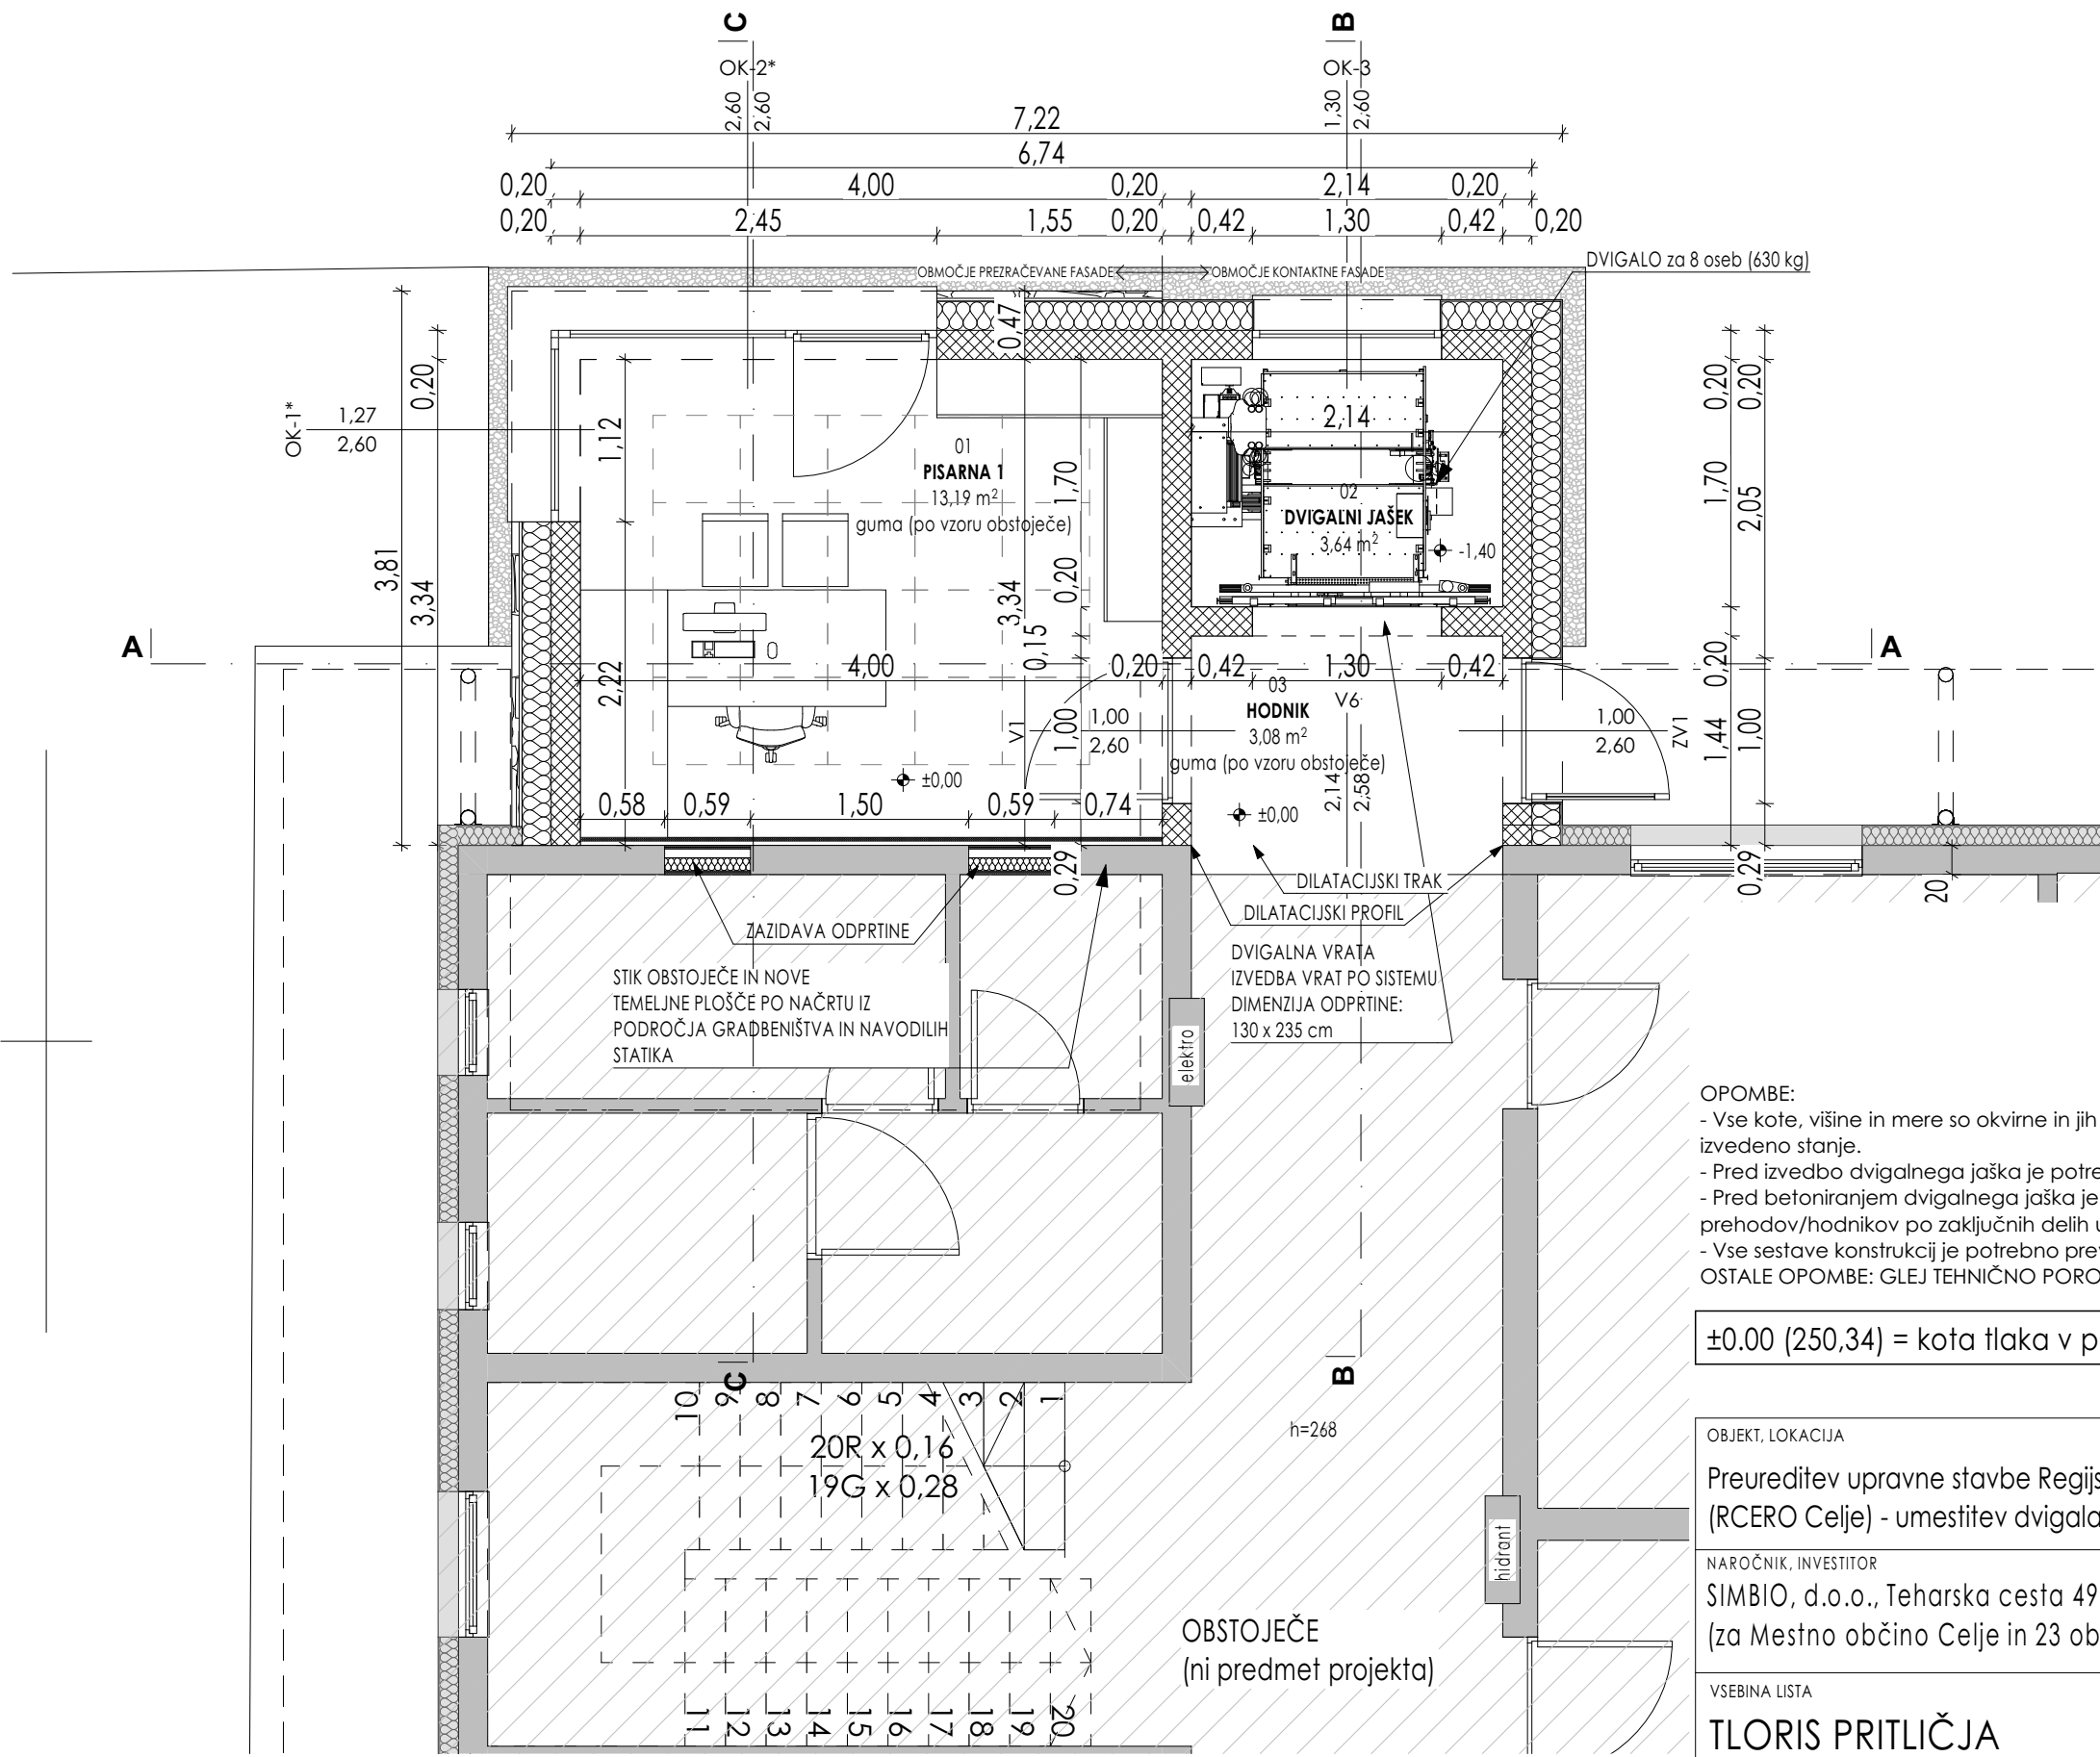 C
B
OK-2*
2,60
2,60
OK-3
1,30
2,60
7,22
6,74
0,20
4,00
0,20
2,14
0,20
0,20
2,45
1,55
0,20
0,42
1,30
0,42
0,20
DVIGALO za 8 oseb (630 kg)
OBMOČJE PREZRAČEVANE FASADE
OBMOČJE KONTAKTNE FASADE
0,47
0,20
0,20
0,20
OK-1*
1,27
2,60
1,12
2,14
01
PISARNA 1
13,19 m²
guma (po vzoru obstoječe)
1,70
1,70
2,05
02
DVIGALNI JAŠEK
3,64 m²
-1,40
3,81
3,34
3,34
0,20
0,15
A
A
2,22
4,00
0,20
0,42
1,30
0,42
0,20
03
HODNIK
3,08 m²
guma (po vzoru obstoječe)
V6
2,14
2,58
V1
1,00
1,00
2,60
1,00
2,60
ZV1
1,44
1,00
±0,00
±0,00
0,58
0,59
1,50
0,59
0,74
0,29
0,29
20
DILATACIJSKI TRAK
DILATACIJSKI PROFIL
ZAZIDAVA ODPRTINE
STIK OBSTOJEČE IN NOVE
TEMELJNE PLOŠČE PO NAČRTU IZ
PODROČJA GRADBENIŠTVA IN NAVODILIH
STATIKA
DVIGALNA VRATA
IZVEDBA VRAT PO SISTEMU
DIMENZIJA ODPRTINE:
130 x 235 cm
elektro
OPOMBE:
- Vse kote, višine in mere so okvirne in jih
izvedeno stanje.
- Pred izvedbo dvigalnega jaška je potre
- Pred betoniranjem dvigalnega jaška je
prehodov/hodnikov po zaključnih delih u
- Vse sestave konstrukcij je potrebno pre
OSTALE OPOMBE: GLEJ TEHNIČNO PORO
±0.00 (250,34) = kota tlaka v p
C
B
10
9
8
7
6
5
4
3
2
1
20R x 0,16
19G x 0,28
h=268
hidrant
11
12
13
14
15
16
17
18
19
20
OBSTOJEČE
(ni predmet projekta)
OBJEKT, LOKACIJA
Preureditev upravne stavbe Regijs
(RCERO Celje) - umestitev dvigala
NAROČNIK, INVESTITOR
SIMBIO, d.o.o., Teharska cesta 49
(za Mestno občino Celje in 23 ob
VSEBINA LISTA
TLORIS PRITLIČJA